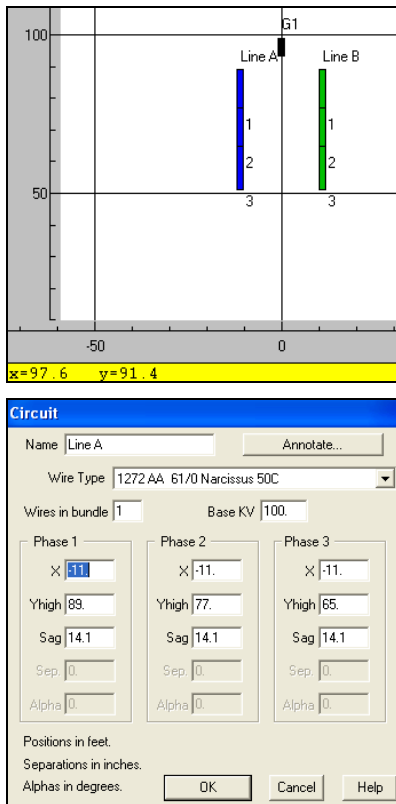 G1
100
Line A Line B
1 1
2 2
50
3 3
-50 0
x=97.6 y=91.4
Circuit
Name Line A Annotate...
Wire Type 1272 AA 61/0 Narcissus 50C
Wires in bundle 1 Base KV 100.
Phase 1 Phase 2 Phase 3
X -11. X -11. X -11.
Yhigh 89. Yhigh 77. Yhigh 65.
Sag 14.1 Sag 14.1 Sag 14.1
Sep. 0. Sep. 0. Sep. 0.
Alpha 0. Alpha 0. Alpha 0.
Positions in feet.
Separations in inches.
Alphas in degrees. OK Cancel Help